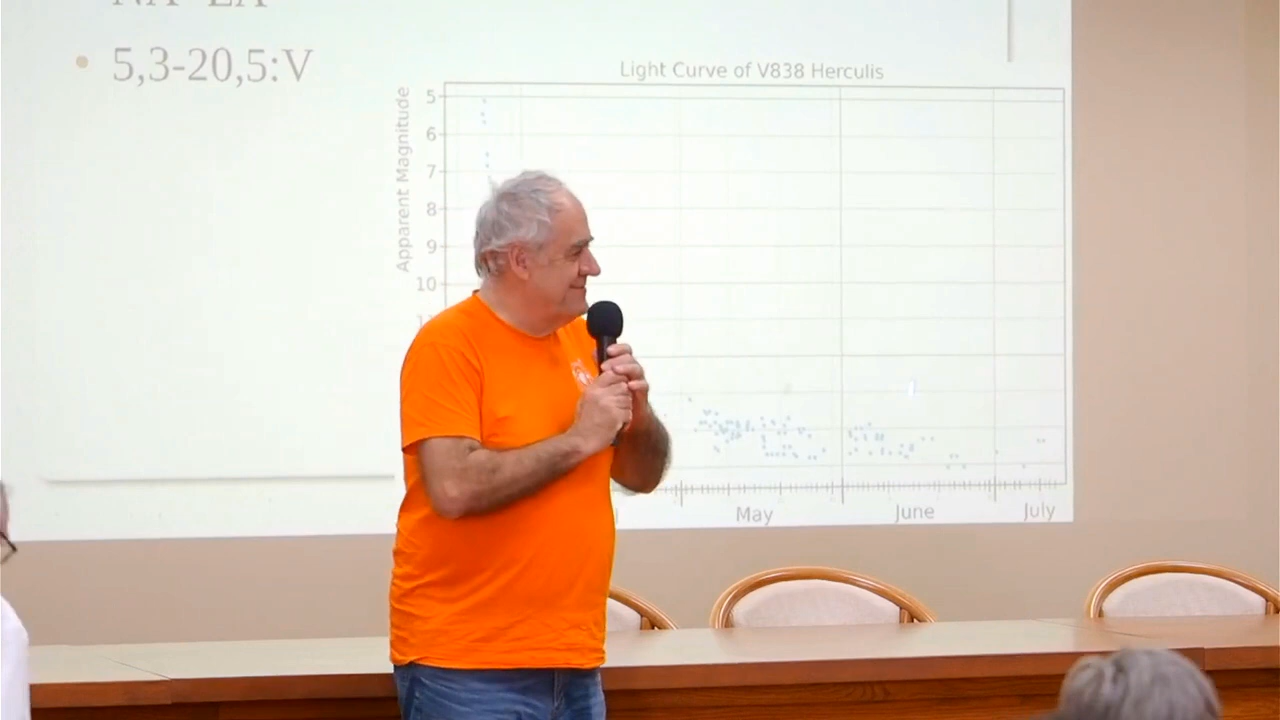 5,3-20,5:V
Light Curve of V838 Herculis
Apparent Magnitude
5
6
7
8
9
10
May
June
July